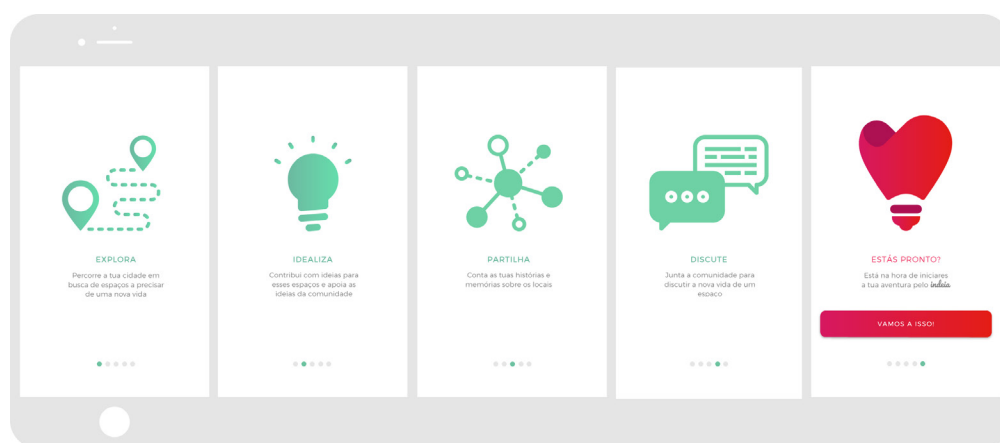 EXPLORA
Percorre a tua cidade em
busca de espaços a precisar
de uma nova vida
IDEALIZA
Contribui com ideias para
esses espaços e apoia as
ideias da comunidade
PARTILHA
Conta as tuas histórias e
memórias sobre os locais
DISCUTE
Junta a comunidade para
discutir a nova vida de um
espaco
ESTÁS PRONTO?
Está na hora de iniciares
a tua aventura pelo indeia
VAMOS A ISSO!